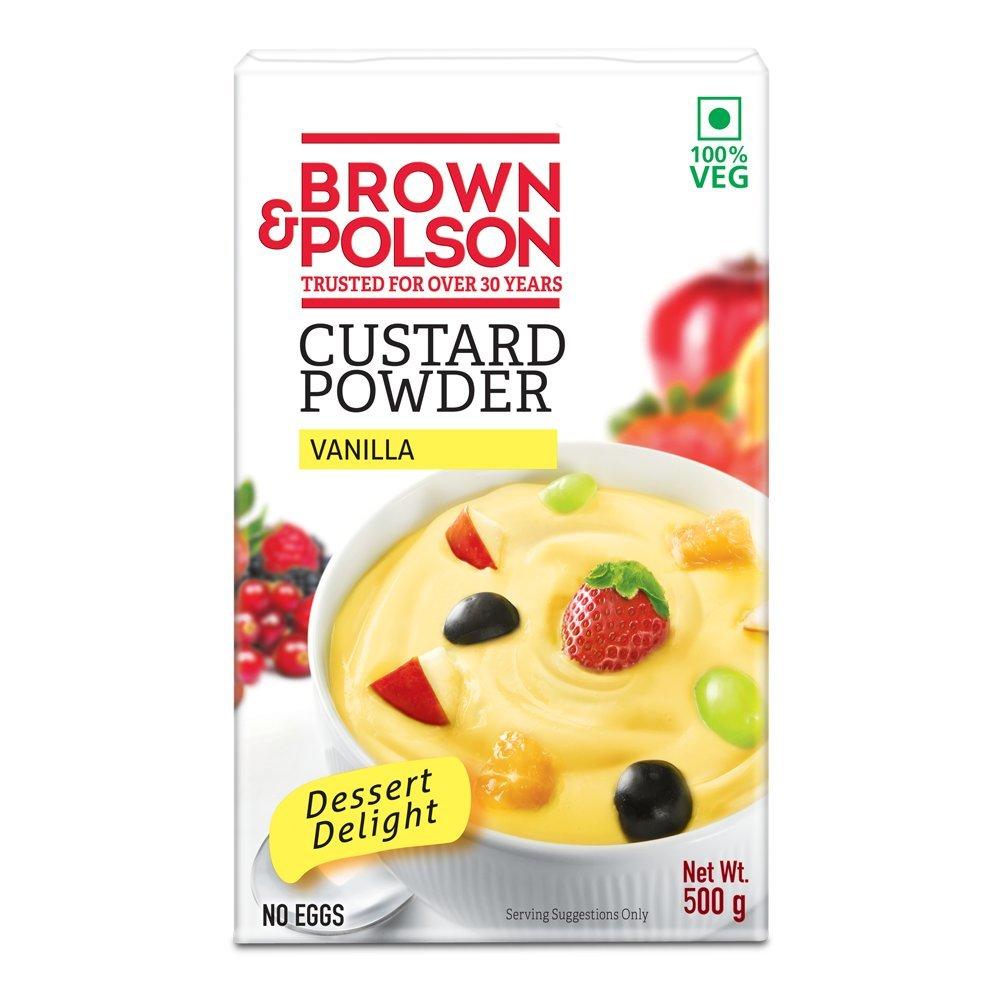 100%
VEG
BROWN
& POLSON
TRUSTED FOR OVER 30 YEARS
CUSTARD
POWDER
VANILLA
Dessert
Delight
NO EGGS
Serving Suggestions Only
Net Wt.
500 g